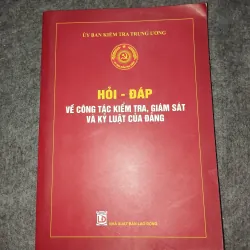 ỦY BAN KIỂM TRA TRUNG ƯƠNG
HỎI - ĐÁP
VỀ CÔNG TÁC KIỂM TRA, GIÁM SÁT
VÀ KỶ LUẬT CỦA ĐẢNG
NHÀ XUẤT BẢN LAO ĐỘNG